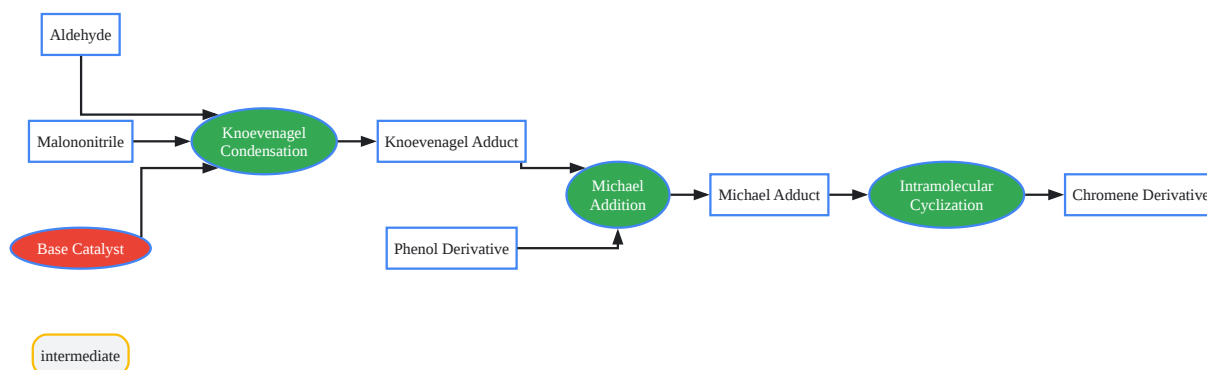 Aldehyde
Malononitrile
Base Catalyst
Knoevenagel
Condensation
Knoevenagel Adduct
Phenol Derivative
Michael
Addition
Michael Adduct
Intramolecular
Cyclization
Chromene Derivative
intermediate